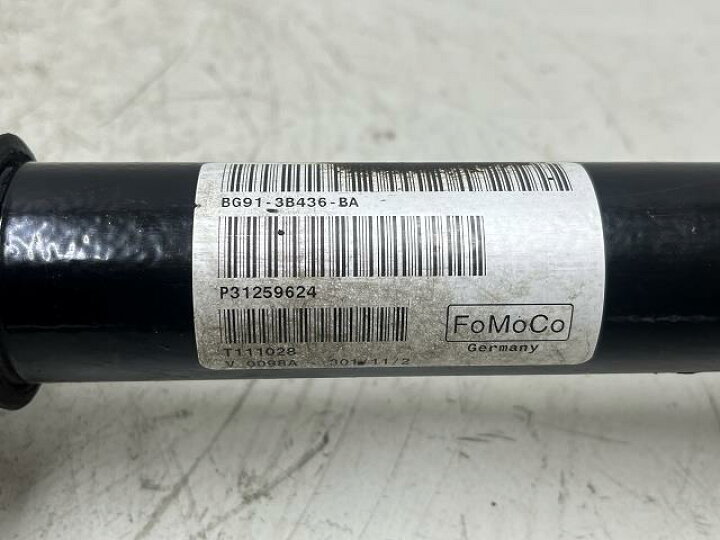 BG91-3B436-BA
P31259624
FoMoCo
Germany
T111028